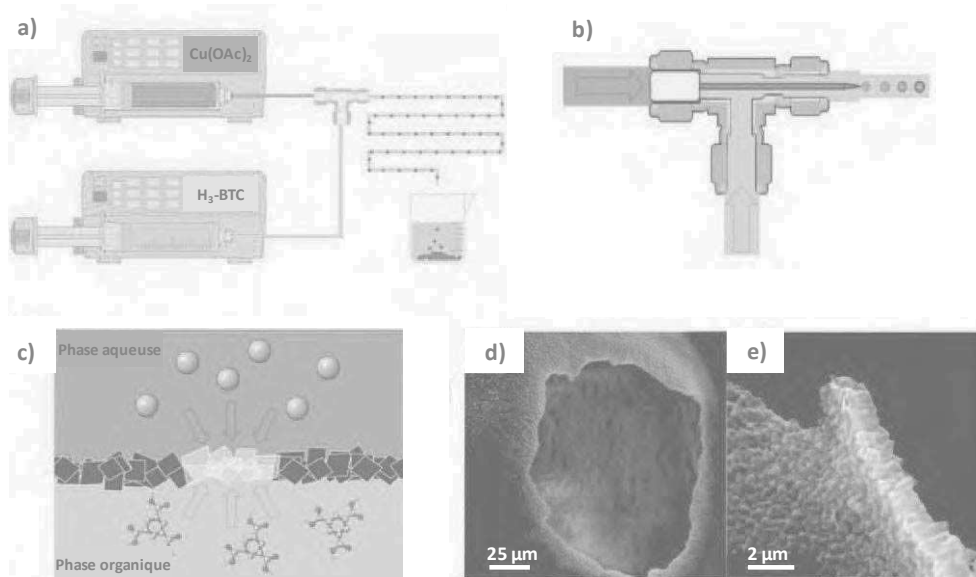 a)
Cu(OAc)₂
H₃-BTC
b)
c)
Phase aqueuse
Phase organique
d)
25 µm
e)
2 µm